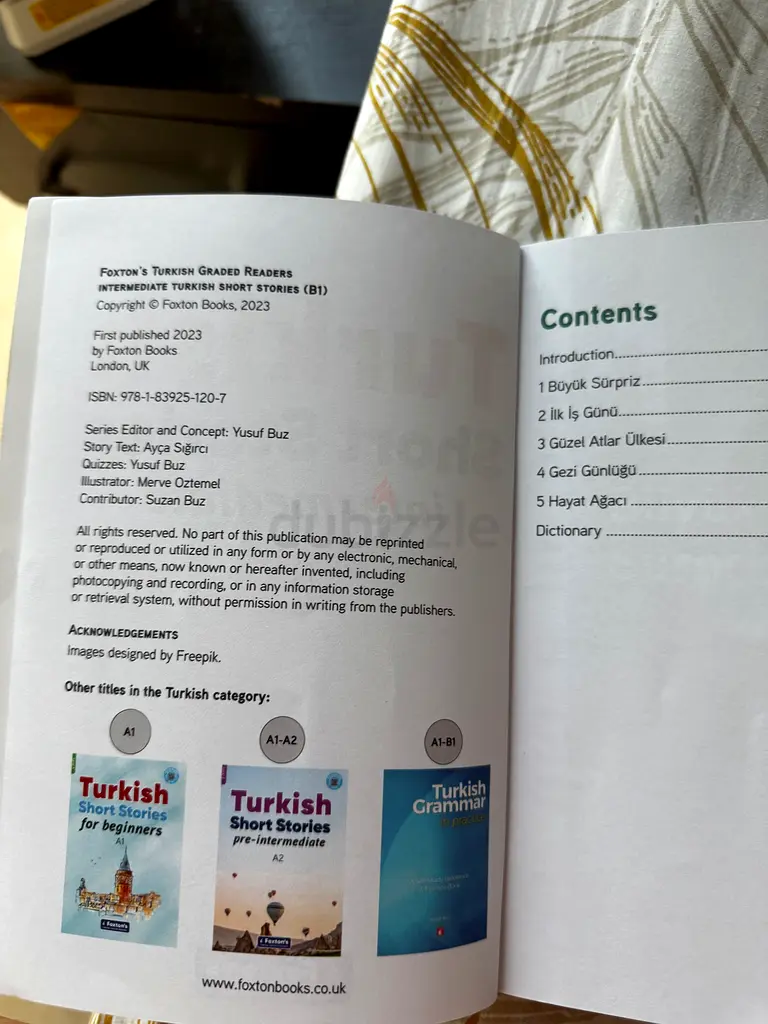 FOXTON'S TURKISH GRADED READERS
INTERMEDIATE TURKISH SHORT STORIES (B1)
Copyright © Foxton Books, 2023
First published 2023
by Foxton Books
London, UK
ISBN: 978-1-83925-120-7
Series Editor and Concept: Yusuf Buz
Story Text: Ayça Sığırcı
Quizzes: Yusuf Buz
Illustrator: Merve Oztemel
Contributor: Suzan Buz
All rights reserved. No part of this publication may be reprinted
or reproduced or utilized in any form or by any electronic, mechanical,
or other means, now known or hereafter invented, including
photocopying and recording, or in any information storage
or retrieval system, without permission in writing from the publishers.
ACKNOWLEDGEMENTS
Images designed by Freepik.
Other titles in the Turkish category:
A1
Turkish
Short Stories
for beginners
A1
Foxton's
A1-A2
Turkish
Short Stories
pre-intermediate
A2
Foxton's
A1-B1
Turkish
Grammar
www.foxtonbooks.co.uk
Contents
Introduction
1 Büyük Sürpriz
2 İlk İş Günü
3 Güzel Atlar Ülkesi
4 Gezi Günlüğü
5 Hayat Ağacı
Dictionary
dubizzle